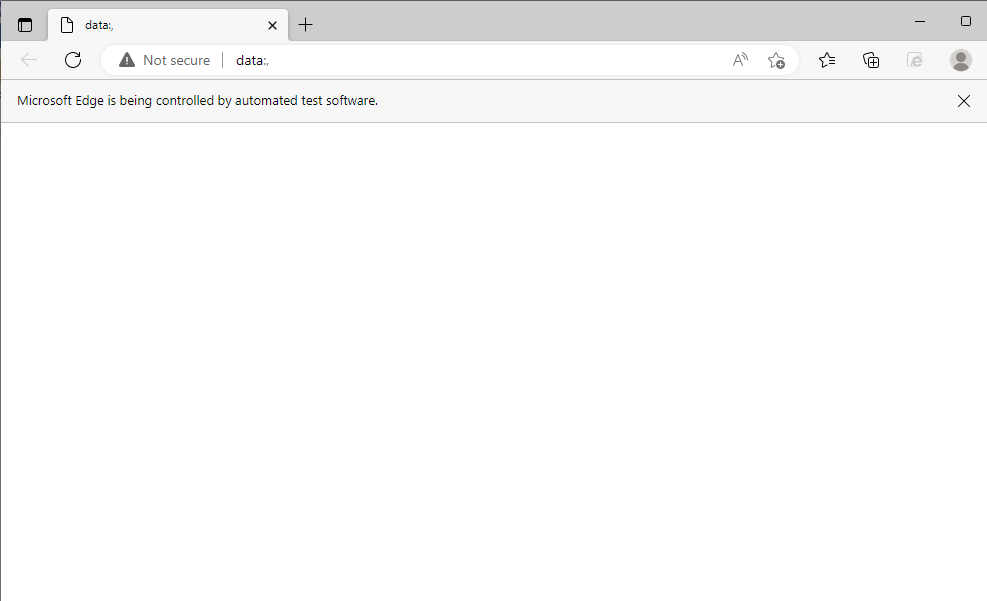 data:,
Not secure
data:,
Microsoft Edge is being controlled by automated test software.